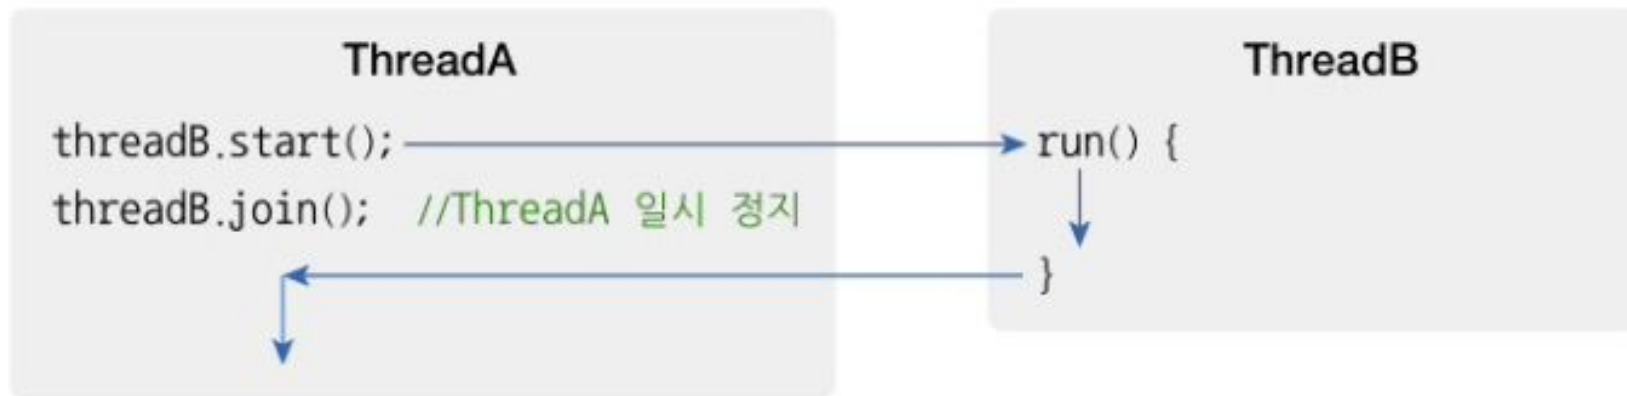 ThreadA
threadB.start();
threadB.join(); //ThreadA 일시 정지
ThreadB
run() {
}